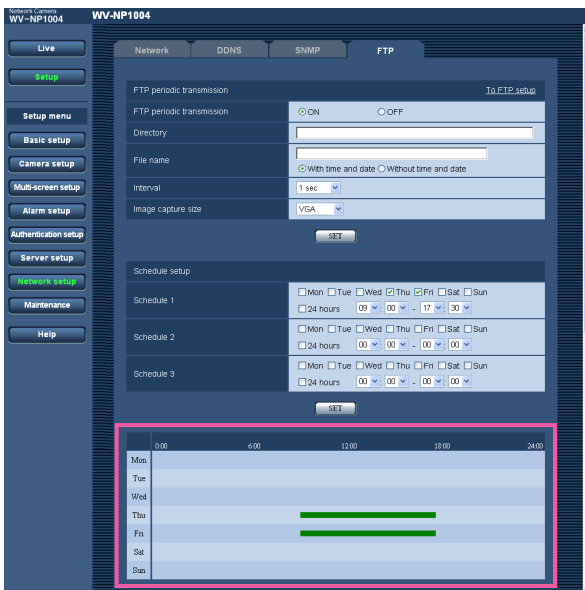 Network Camera
WV-NP1004
WV-NP1004
Live
Setup
Setup menu
Basic setup
Camera setup
Multi-screen setup
Alarm setup
Authentication setup
Server setup
Network setup
Maintenance
Help
Network DDNS SNMP FTP
FTP periodic transmission To FTP setup
FTP periodic transmission ON OFF
Directory
File name
With time and date Without time and date
Interval 1 sec
Image capture size VGA
SET
Schedule setup
Schedule 1
Mon Tue Wed Thu Fri Sat Sun
24 hours 09 : 00 - 17 : 30
Schedule 2
Mon Tue Wed Thu Fri Sat Sun
24 hours 00 : 00 - 00 : 00
Schedule 3
Mon Tue Wed Thu Fri Sat Sun
24 hours 00 : 00 - 00 : 00
SET
0:00 6:00 12:00 18:00 24:00
Mon
Tue
Wed
Thu
Fri
Sat
Sun